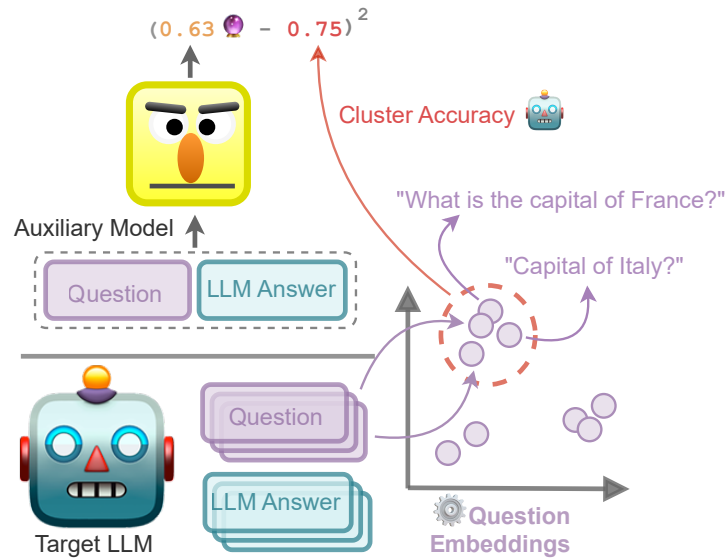 (0.63 🔮 - 0.75)²
Cluster Accuracy
"What is the capital of France?"
"Capital of Italy?"
Auxiliary Model
Question
LLM Answer
Question
LLM Answer
Target LLM
Question
Embeddings